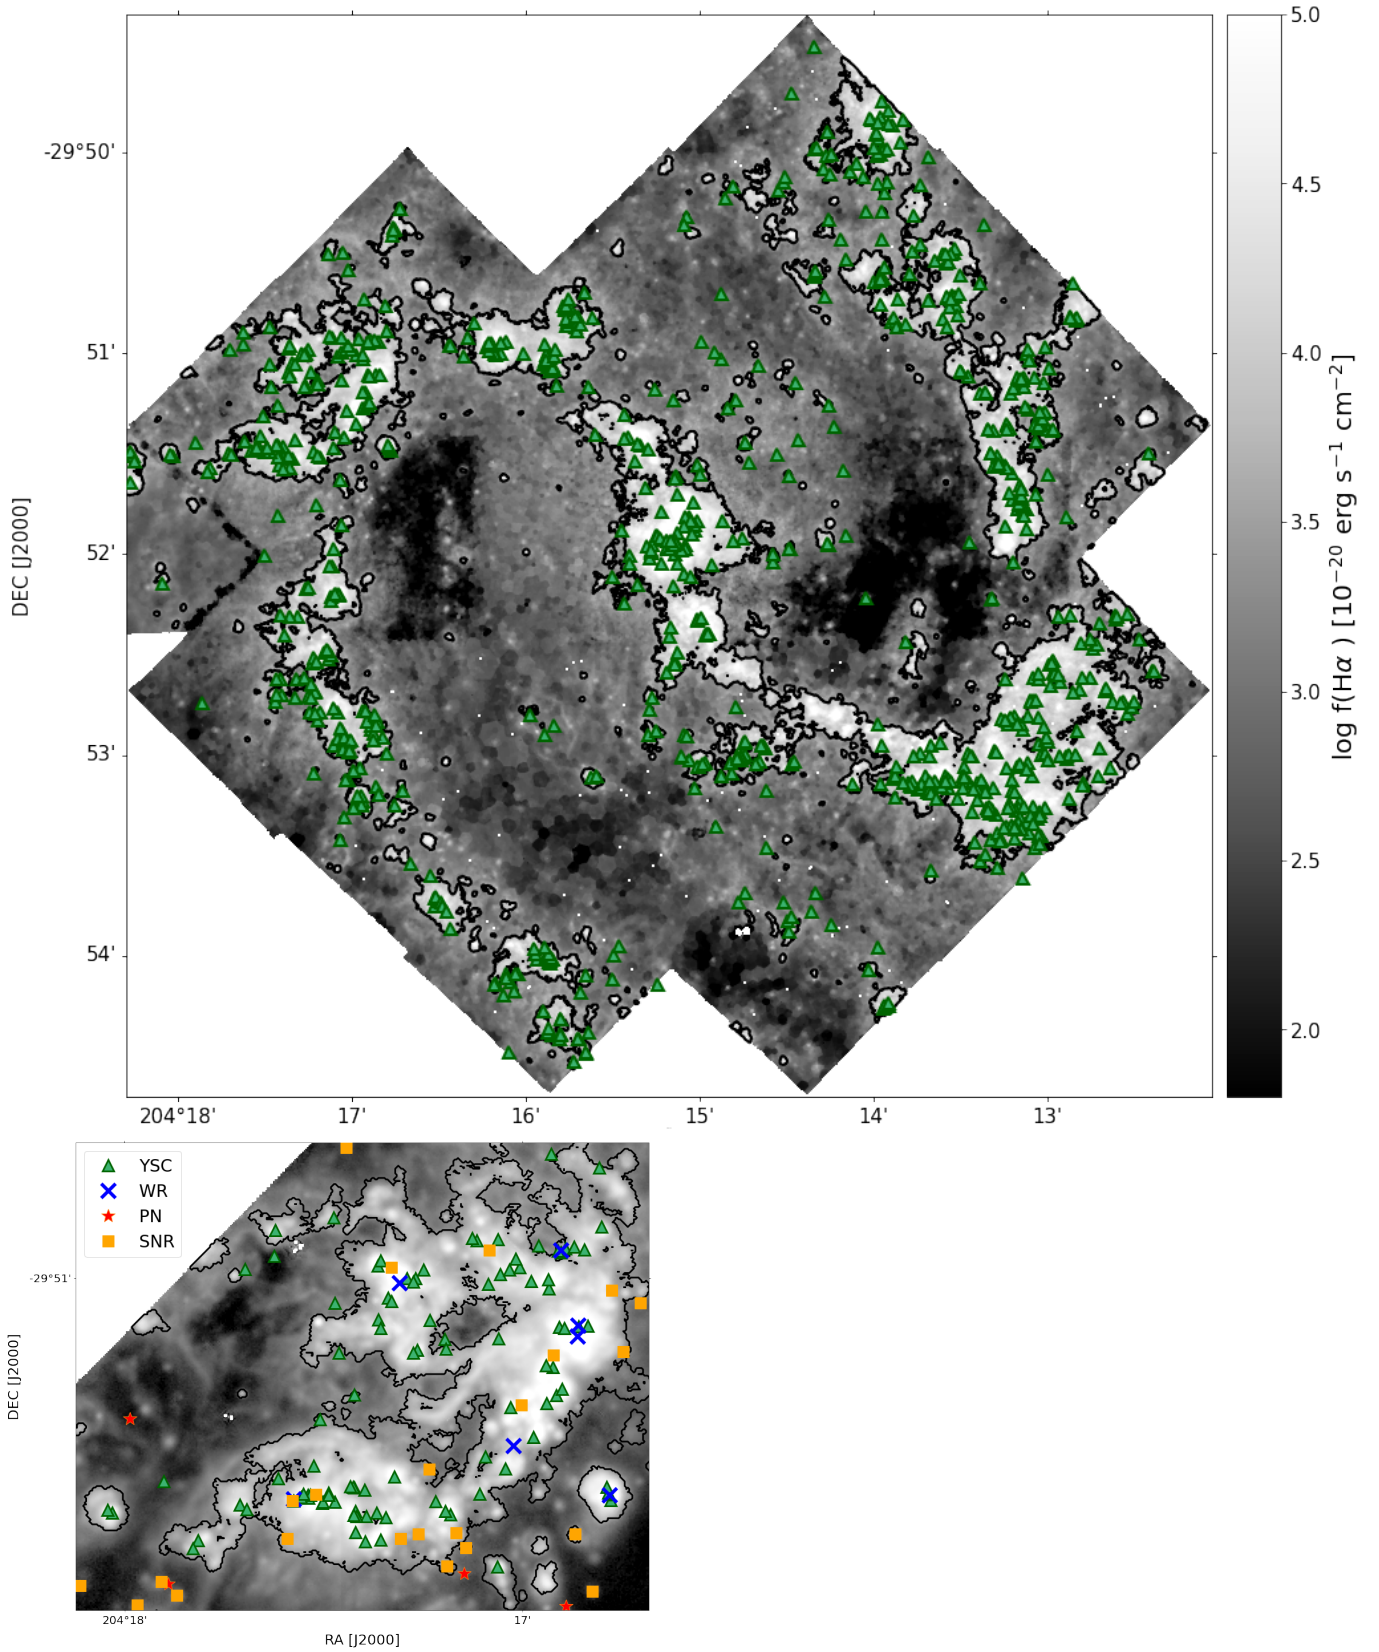 -29°50'
51'
52'
53'
54'
DEC [J2000]
204°18'
17'
16'
15'
14'
13'
5.0
4.5
4.0
3.5
3.0
2.5
2.0
log f(Hα ) [10⁻²⁰ erg s⁻¹ cm⁻²]
YSC
WR
PN
SNR
-29°51'
DEC [J2000]
204°18'
17'
RA [J2000]